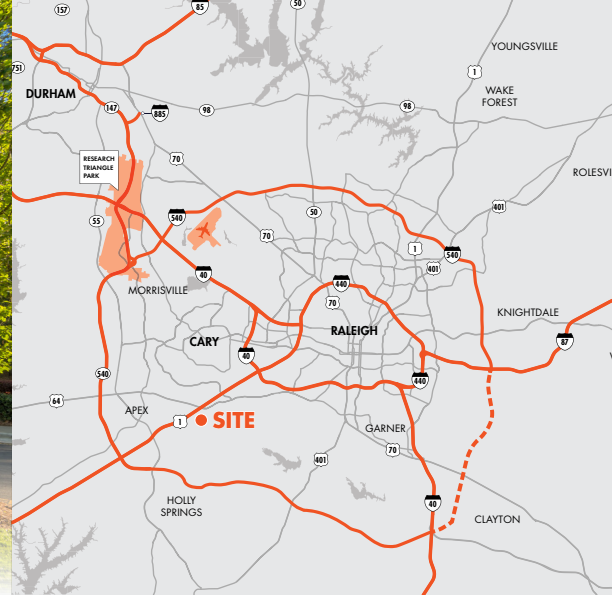 157
85
50
YOUNGSVILLE
751
1
DURHAM
WAKE
FOREST
147
885
98
98
RESEARCH
TRIANGLE
PARK
70
ROLESVI
401
55
540
50
70
1
540
401
40
MORRISVILLE
440
70
KNIGHTDALE
CARY
RALEIGH
87
40
540
440
64
APEX
1
SITE
GARNER
70
401
HOLLY
SPRINGS
40
CLAYTON